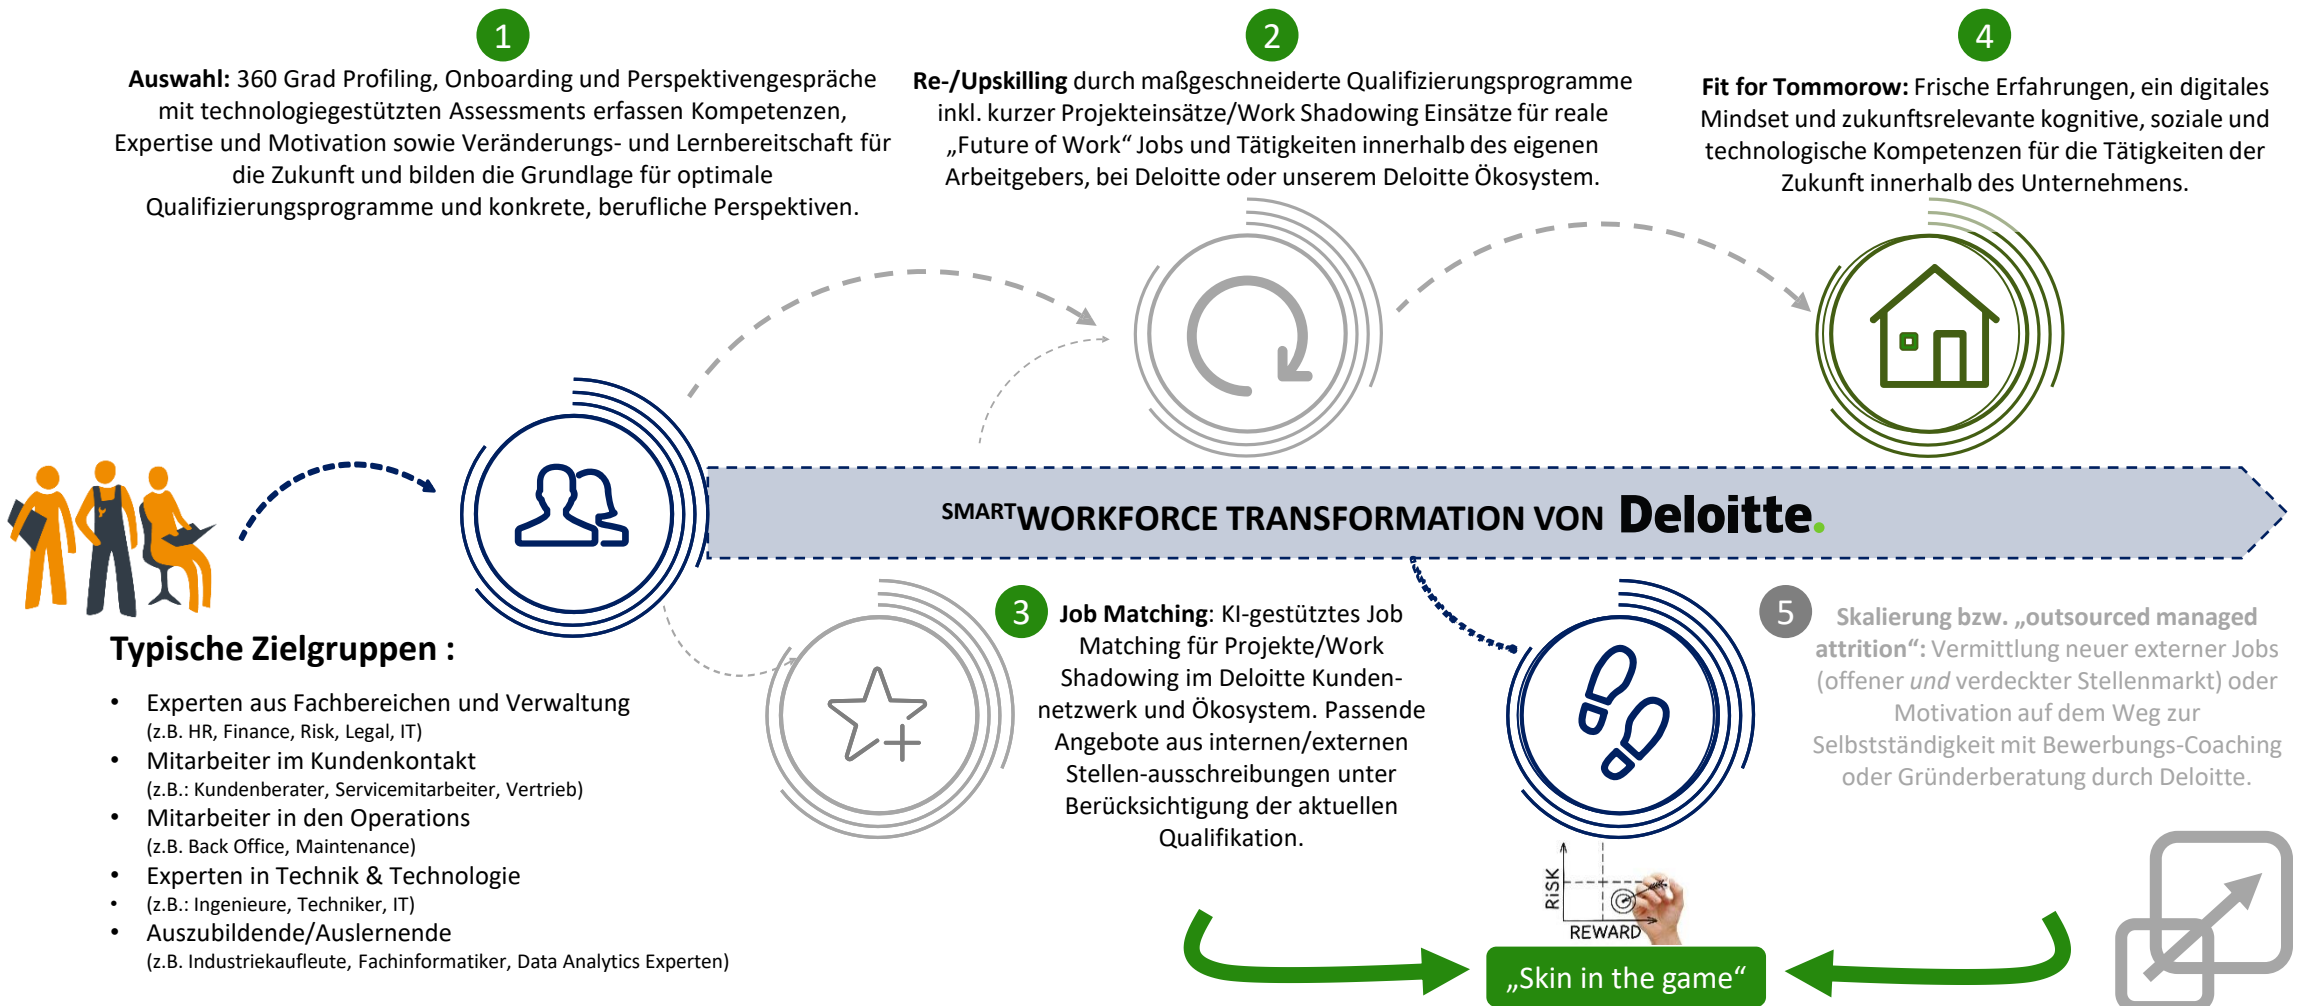 1
Auswahl: 360 Grad Profiling, Onboarding und Perspektivengespräche
mit technologiegestützten Assessments erfassen Kompetenzen,
Expertise und Motivation sowie Veränderungs- und Lernbereitschaft für
die Zukunft und bilden die Grundlage für optimale
Qualifizierungsprogramme und konkrete, berufliche Perspektiven.
2
Re-/Upskilling durch maßgeschneiderte Qualifizierungsprogramme
inkl. kurzer Projekteinsätze/Work Shadowing Einsätze für reale
„Future of Work“ Jobs und Tätigkeiten innerhalb des eigenen
Arbeitgebers, bei Deloitte oder unserem Deloitte Ökosystem.
4
Fit for Tommorow: Frische Erfahrungen, ein digitales
Mindset und zukunftsrelevante kognitive, soziale und
technologische Kompetenzen für die Tätigkeiten der
Zukunft innerhalb des Unternehmens.
SMARTWORKFORCE TRANSFORMATION VON Deloitte.
Typische Zielgruppen :
• Experten aus Fachbereichen und Verwaltung
(z.B. HR, Finance, Risk, Legal, IT)
• Mitarbeiter im Kundenkontakt
(z.B.: Kundenberater, Servicemitarbeiter, Vertrieb)
• Mitarbeiter in den Operations
(z.B. Back Office, Maintenance)
• Experten in Technik & Technologie
• (z.B.: Ingenieure, Techniker, IT)
• Auszubildende/Auslernende
(z.B. Industriekaufleute, Fachinformatiker, Data Analytics Experten)
3
Job Matching: KI-gestütztes Job
Matching für Projekte/Work
Shadowing im Deloitte Kunden-
netzwerk und Ökosystem. Passende
Angebote aus internen/externen
Stellen-ausschreibungen unter
Berücksichtigung der aktuellen
Qualifikation.
5
Skalierung bzw. „outsourced managed
attrition“: Vermittlung neuer externer Jobs
(offener und verdeckter Stellenmarkt) oder
Motivation auf dem Weg zur
Selbstständigkeit mit Bewerbungs-Coaching
oder Gründerberatung durch Deloitte.
RiSK
REWARD
„Skin in the game“